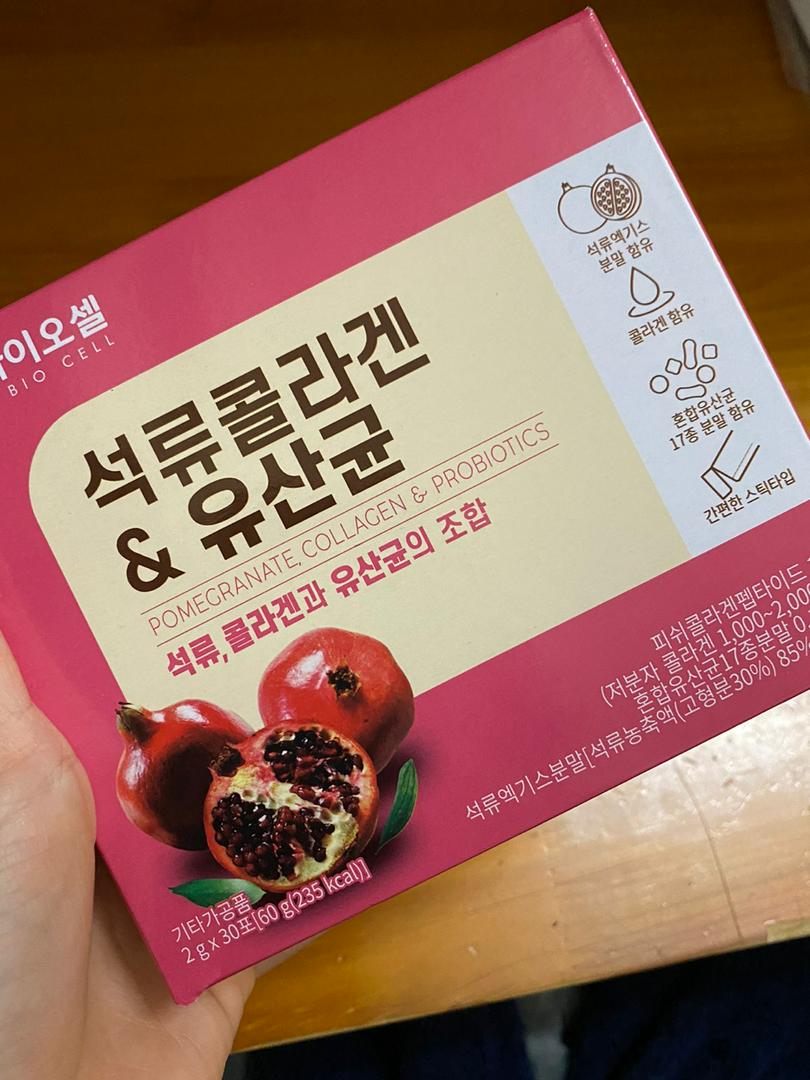 이오셀
BIO CELL
석류콜라겐
& 유산균
POMEGRANATE, COLLAGEN & PROBIOTICS
석류, 콜라겐과 유산균의 조합
석류엑기스
분말 함유
콜라겐 함유
혼합유산균
17종 분말 함유
간편한 스틱타입
피쉬콜라겐펩타이드
(저분자 콜라겐 1,000~2,000
혼합유산균17종분말 0.
석류엑기스분말[석류농축액(고형분30%) 85%
기타가공품
2 g x 30포[60 g(235 kcal)]